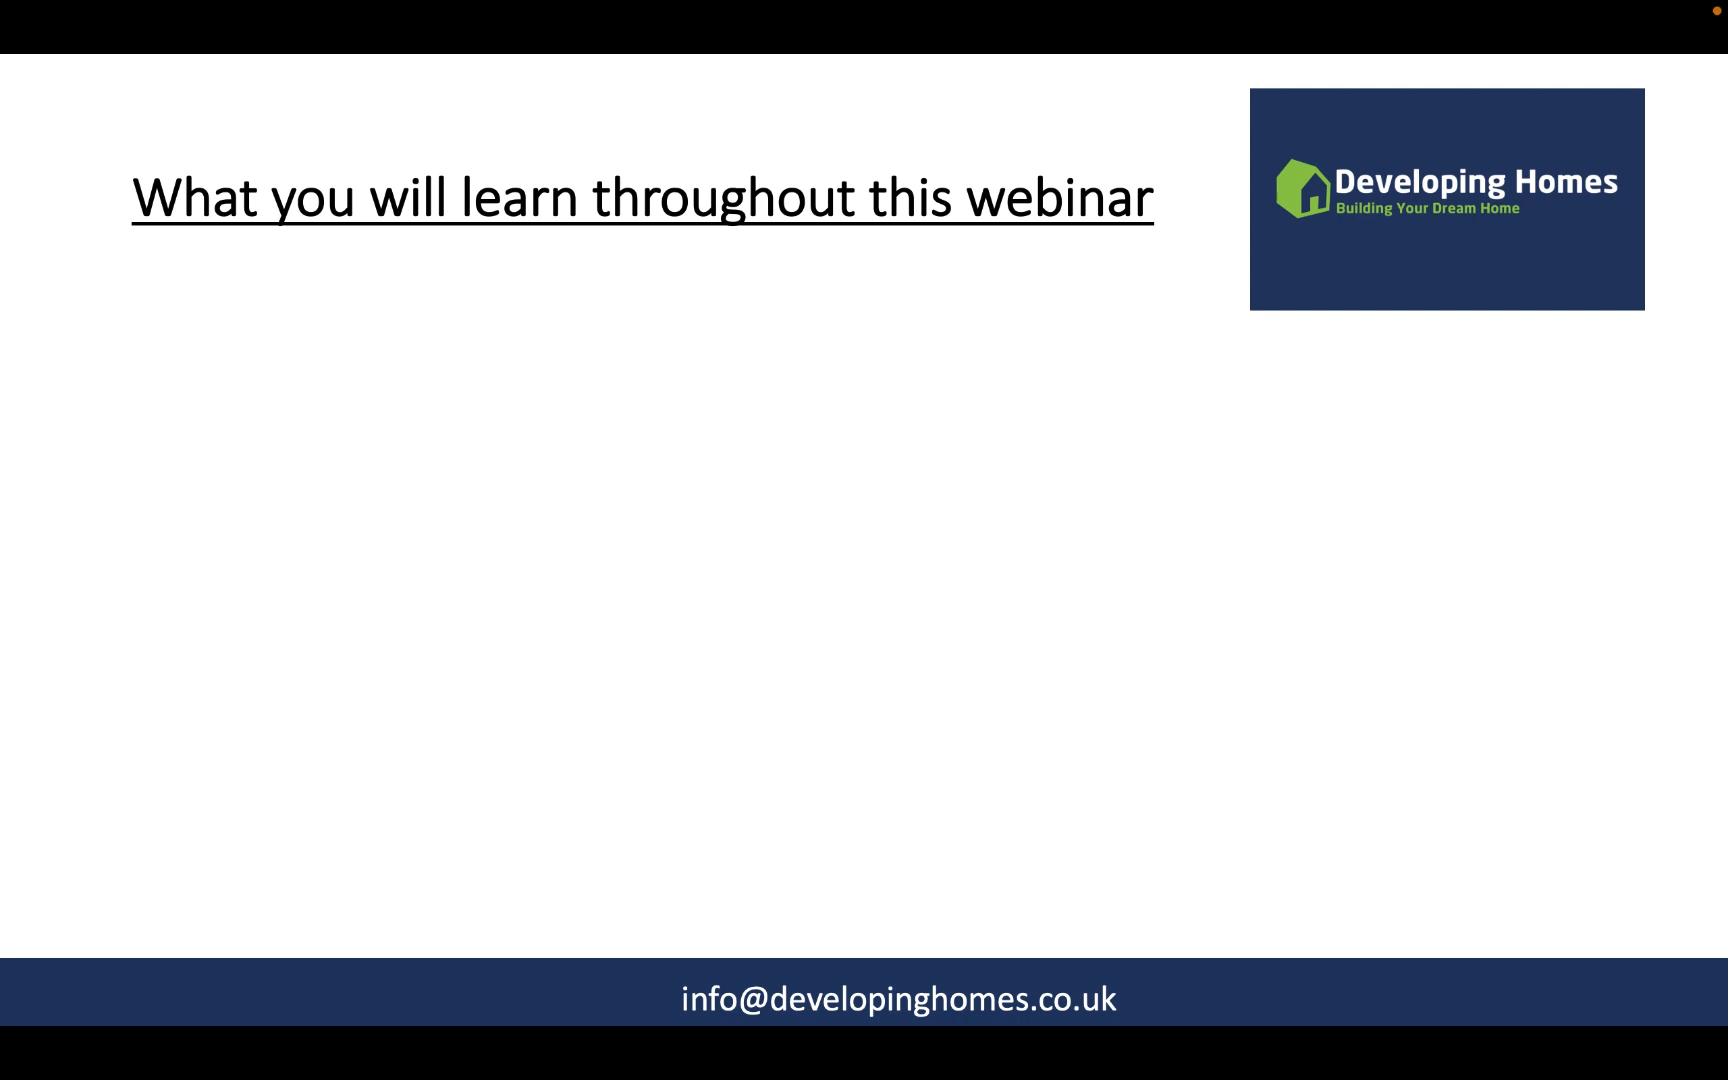 What you will learn throughout this webinar
Developing Homes
Building Your Dream Home
info@developinghomes.co.uk